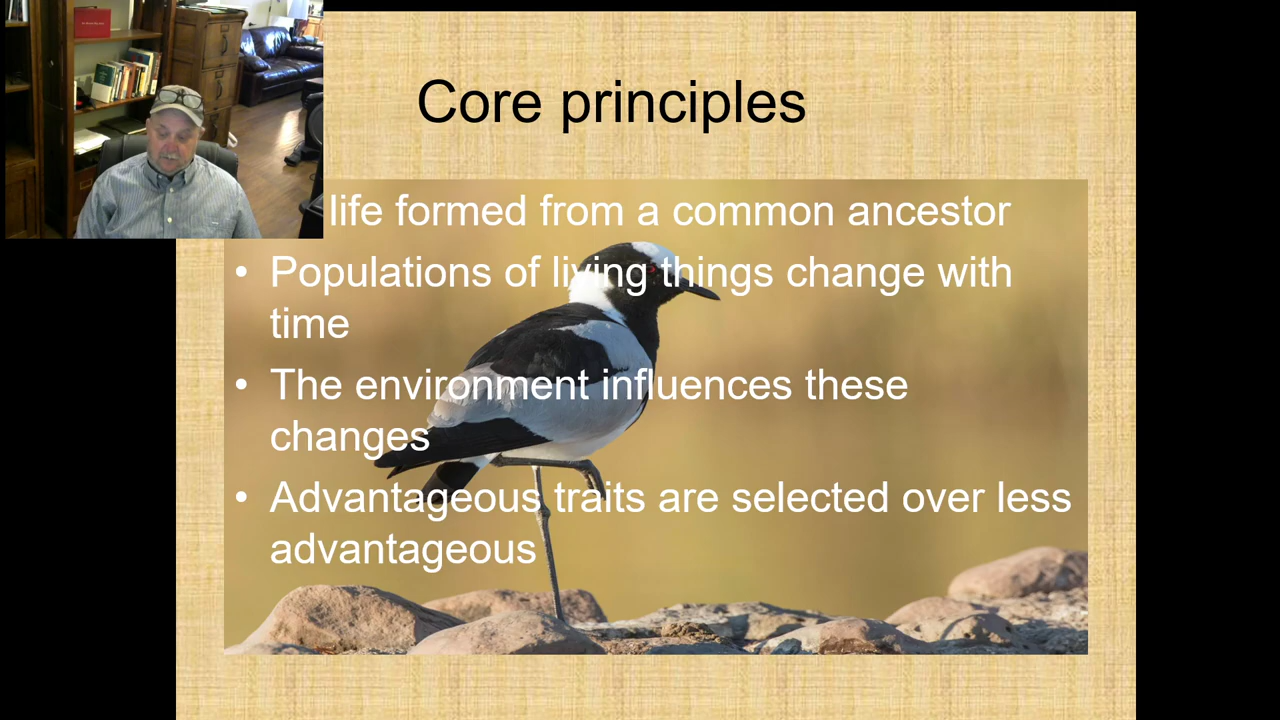 Core principles
life formed from a common ancestor
• Populations of living things change with
time
• The environment influences these
changes
• Advantageous traits are selected over less
advantageous